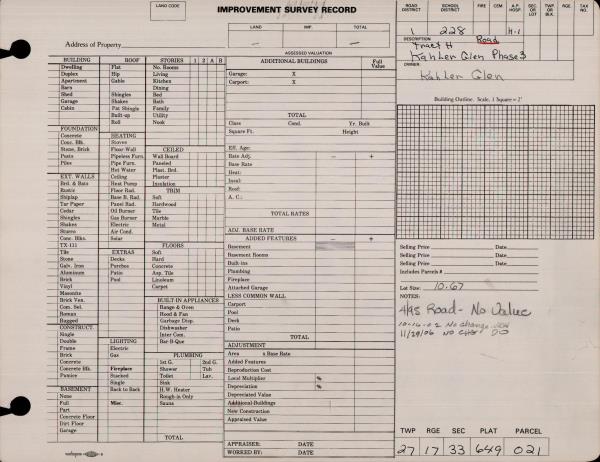 LAND CODE
IMPROVEMENT SURVEY RECORD
ROAD DISTRICT SCHOOL DISTRICT FIRE CEM A.P. HOSP. SEC. OR LOT TWP. OR BLK. RGE. TAX NO.
1 228 H-1
LAND IMP. TOTAL
Address of Property
ASSESSED VALUATION
DESCRIPTION Road
Tract H
Kahler Glen Phase 3
OWNER
Kahler Glen
BUILDING ROOF STORIES 1 2 A B
Dwelling Flat No. Rooms
Duplex Hip Living
Apartment Gable Kitchen
Barn Dining
Shed Shingles Bed
Garage Shakes Bath
Cabin Pat Shingle Family
Built-up Utility
Roll Nook
FOUNDATION
Concrete HEATING
Conc. Blk. Stoves
Stone, Brick Floor Wall CEILED
Posts Pipeless Furn. Wall Board
Piles Pipe Furn. Paneled
Hot Water Plast. Brd.
EXT. WALLS Ceiling Plaster
Brd. & Bats Heat Pump Insulation
Rustic Floor Rad. TRIM
Shiplap Base B. Rad. Soft
Tar Paper Panel Rad. Hardwood
Cedar Oil Burner Tile
Shingles Gas Burner Marble
Shakes Electric Metal
Stucco Air Cond.
Conc. Blks. Solar
TX-111 FLOORS
Tile EXTRAS Soft
Stone Decks Hard
Galv. Iron Porches Concrete
Aluminum Patio Asp. Tile
Brick Linoleum
Vinyl Carpet
Masonite
Brick Ven. BUILT-IN APPLIANCES
Com. Sel. Range & Oven
Roman Hood & Fan
Rugged Garbage Disp.
CONSTRUCT. Dishwasher
Single Inter Com.
Double LIGHTING Bar-B-Que
Frame Electric
Brick Gas PLUMBING
Concrete 1st G. 2nd G.
Conc. Blk. Fireplace Shower Tub
Pumice Stacked Toilet Lav.
Single Sink
BASEMENT Back to Back H.W. Heater
None Rough-in Only
Full Misc. Sauna
Part
Concrete Floor
Dirt Floor
Garage
TOTAL
ADDITIONAL BUILDINGS Full Value
Garage: X
Carport: X
TOTAL
Class Cond. Yr. Built
Square Ft. Height
Eff. Age:
Rate Adj. - +
Base Rate
Heat:
Insul:
Roof:
A. C.:
TOTAL RATES
ADJ. BASE RATE
ADDED FEATURES - +
Basement
Basement Rooms
Built-ins
Plumbing
Fireplace
Attached Garage
LESS COMMON WALL
Carport
Pool
Deck
Patio
TOTAL
ADJUSTMENT
Area x Base Rate
Added Features
Reproduction Cost
Local Multiplier %
Depreciation %
Depreciated Value
Additional-Buildings
New Construction
Appraised Value
APPRAISER: DATE
WORKED BY: DATE
Building Outline. Scale, 1 Square = 2'
Selling Price Date
Selling Price Date
Includes Parcels #
Lot Size: 10.67
NOTES:
4/95 Road - No Value
10-16-02 No Change
11/29/06 No CHG DO
TWP RGE SEC PLAT PARCEL
27 17 33 649 021